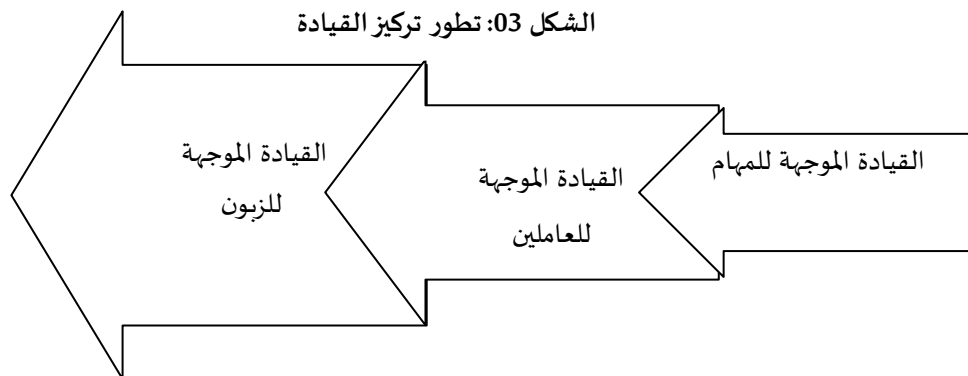 الشكل 03: تطور تركيز القيادة
القيادة الموجهة للمهام
القيادة الموجهة
للعاملين
القيادة الموجهة
للزبون